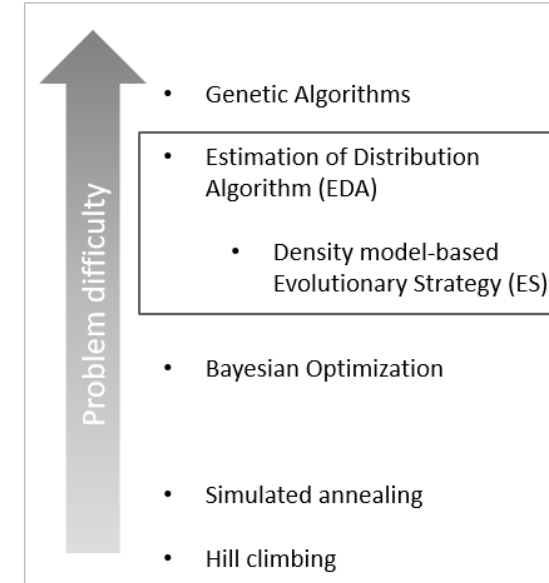 Problem difficulty
• Genetic Algorithms
• Estimation of Distribution
Algorithm (EDA)
• Density model-based
Evolutionary Strategy (ES)
• Bayesian Optimization
• Simulated annealing
• Hill climbing